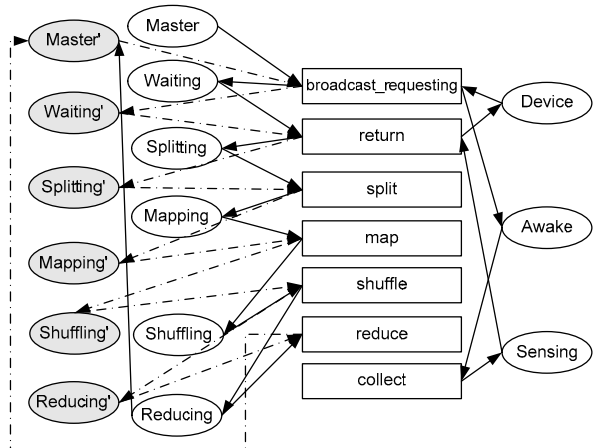 Master
Master'
broadcast_requesting
Waiting
Device
Waiting'
return
Splitting
Splitting'
split
Mapping
Awake
map
Mapping'
shuffle
Shuffling
Shuffling'
reduce
Sensing
collect
Reducing'
Reducing